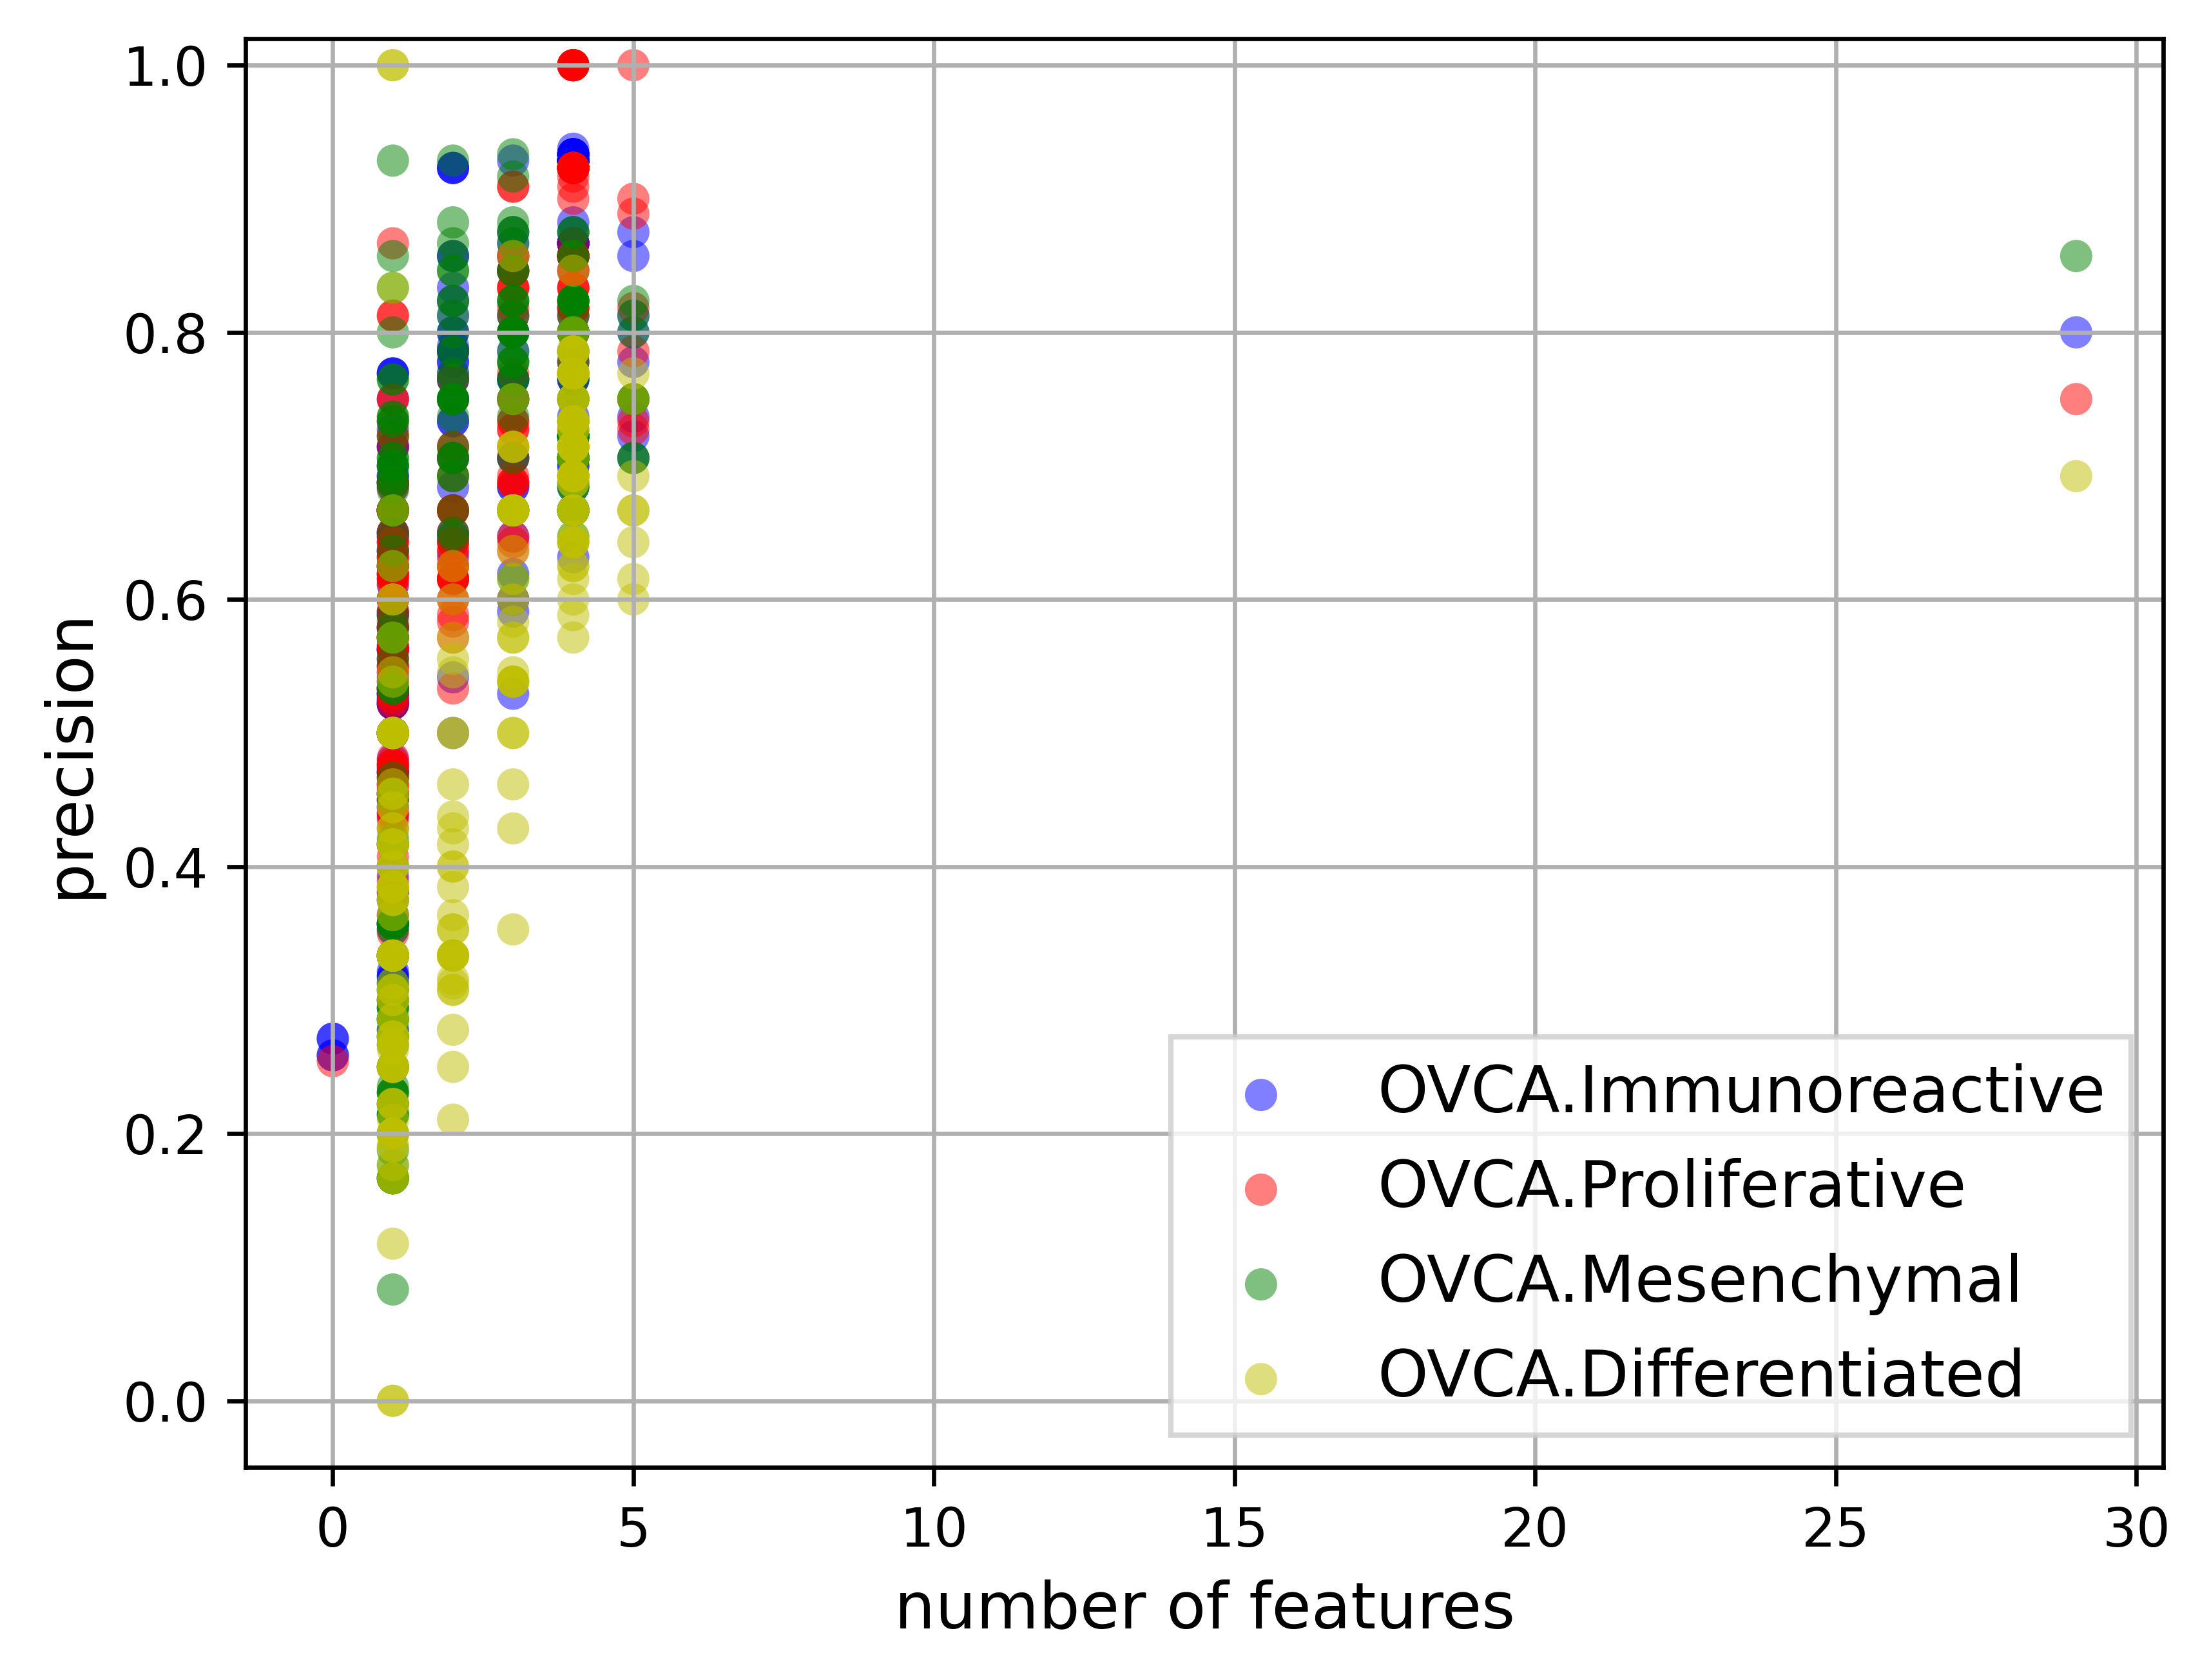 1.0
0.8
0.6
0.4
0.2
0.0
precision
0 5 10 15 20 25 30
number of features
OVCA.Immunoreactive
OVCA.Proliferative
OVCA.Mesenchymal
OVCA.Differentiated